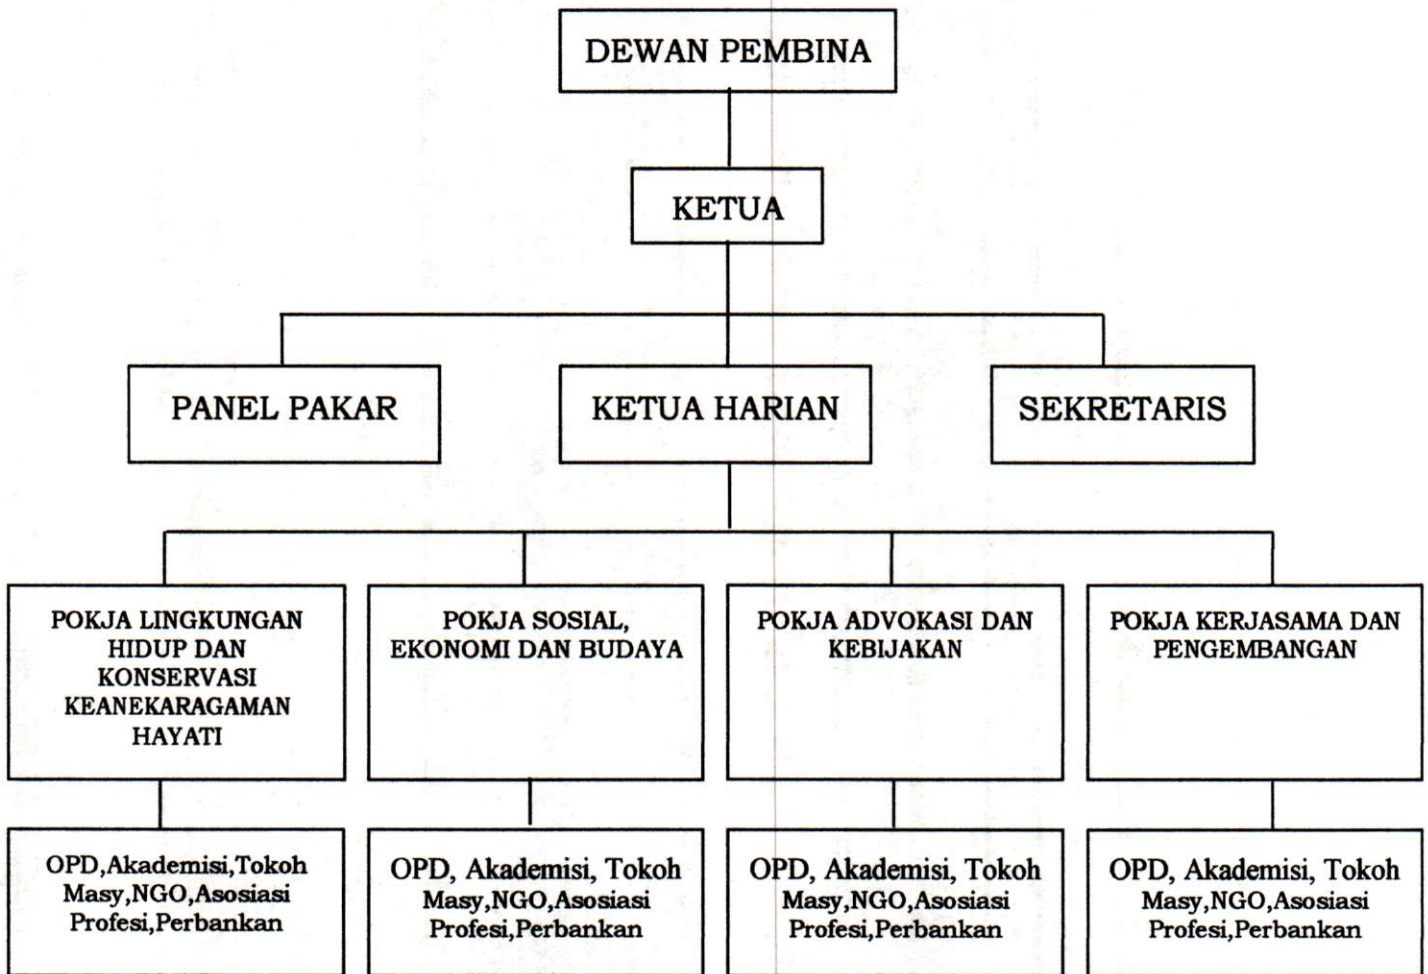 DEWAN PEMBINA
KETUA
PANEL PAKAR
KETUA HARIAN
SEKRETARIS
POKJA LINGKUNGAN
HIDUP DAN
KONSERVASI
KEANEKARAGAMAN
HAYATI
POKJA SOSIAL,
EKONOMI DAN BUDAYA
POKJA ADVOKASI DAN
KEBIJAKAN
POKJA KERJASAMA DAN
PENGEMBANGAN
OPD,Akademisi,Tokoh
Masy,NGO,Asosiasi
Profesi,Perbankan
OPD, Akademisi, Tokoh
Masy,NGO,Asosiasi
Profesi,Perbankan
OPD, Akademisi, Tokoh
Masy,NGO,Asosiasi
Profesi,Perbankan
OPD, Akademisi, Tokoh
Masy,NGO,Asosiasi
Profesi,Perbankan